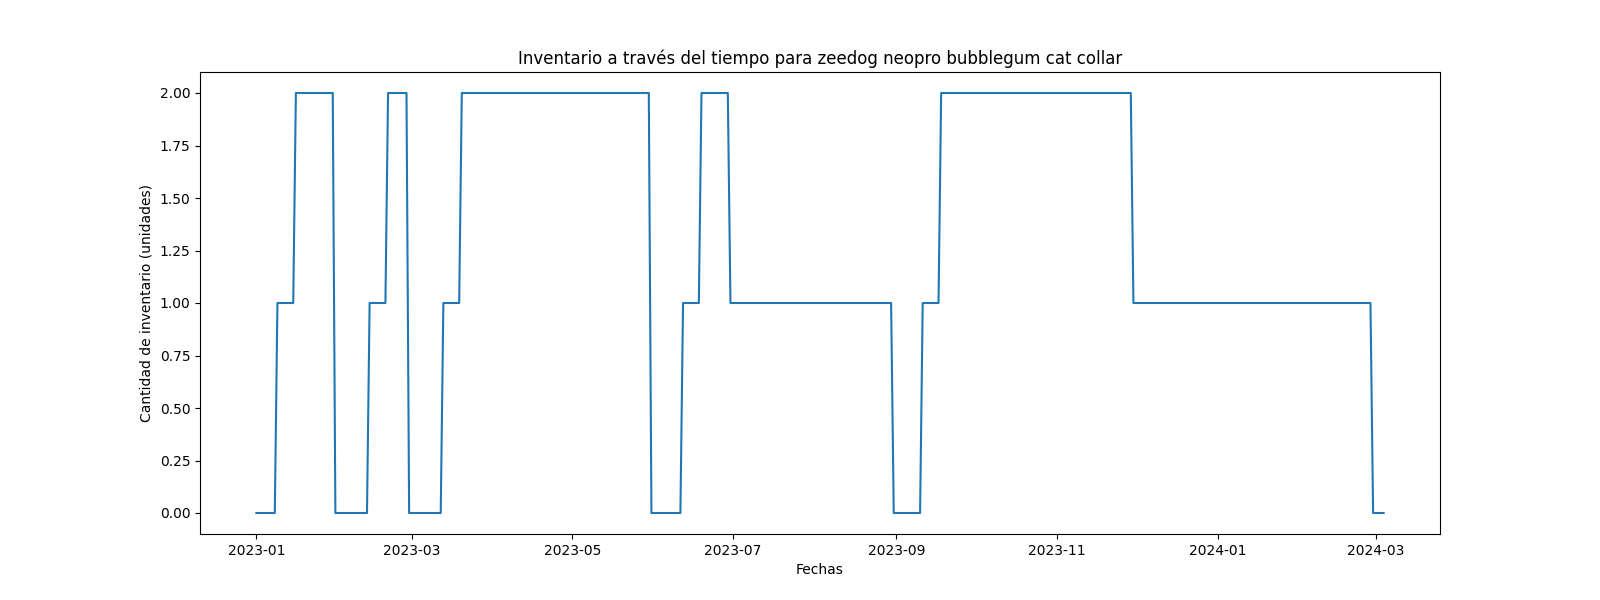 Inventario a través del tiempo para zeedog neopro bubblegum cat collar
Cantidad de inventario (unidades)
2.00
1.75
1.50
1.25
1.00
0.75
0.50
0.25
0.00
2023-01 2023-03 2023-05 2023-07 2023-09 2023-11 2024-01 2024-03
Fechas